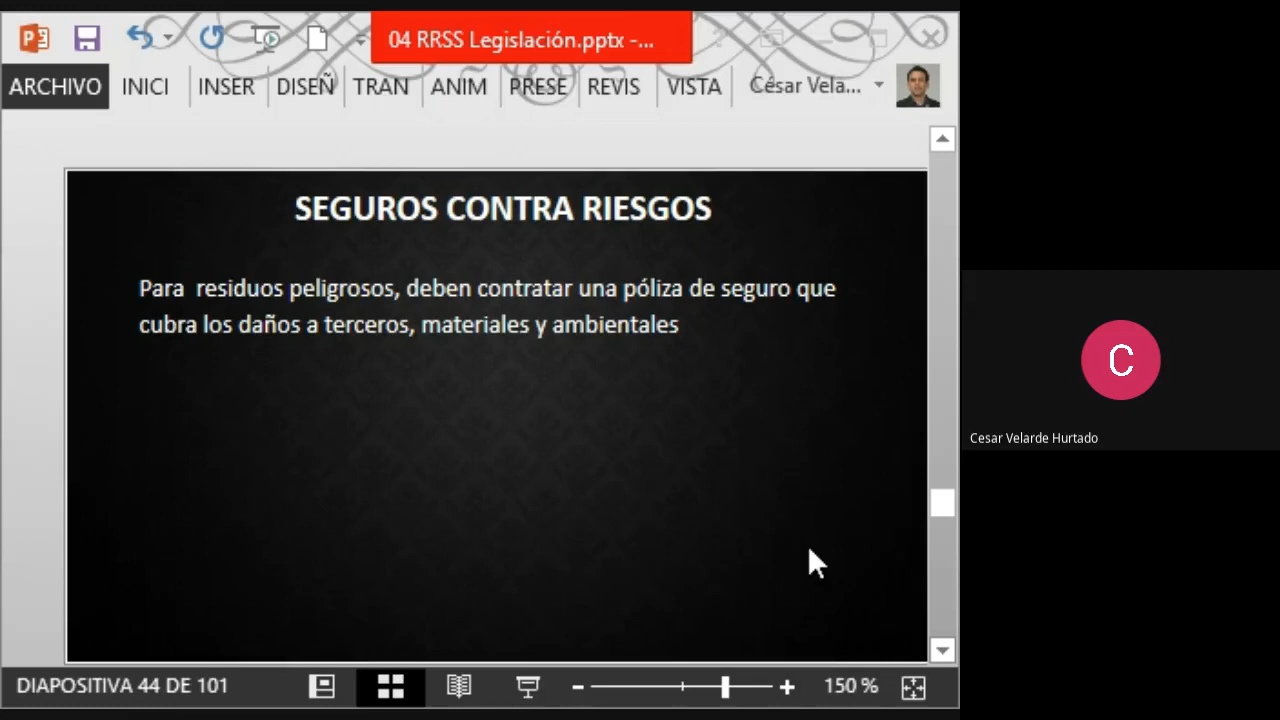 04 RRSS Legislación.pptx -...
ARCHIVO INICI INSER DISEÑ TRAN ANIM PRESE REVIS VISTA César Vela...
SEGUROS CONTRA RIESGOS
Para residuos peligrosos, deben contratar una póliza de seguro que
cubra los daños a terceros, materiales y ambientales
C
Cesar Velarde Hurtado
DIAPOSITIVA 44 DE 101
150 %